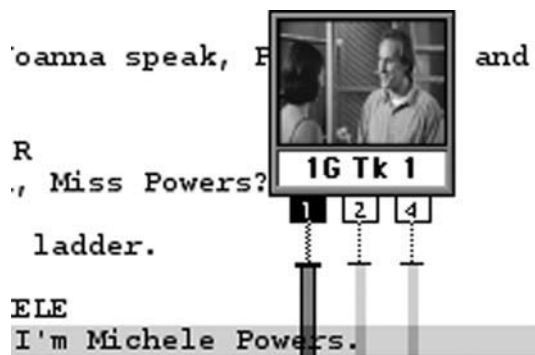 oanna speak,
and
1G Tk 1
R
, Miss Powers?
1 2 4
ladder.
ELE
I'm Michele Powers.